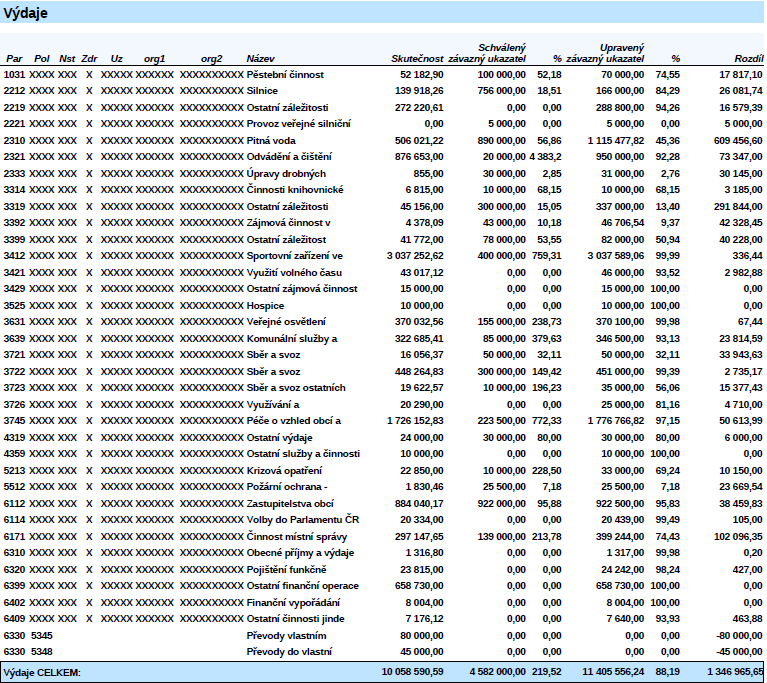 Výdaje
Schválený Upravený
Par Pol Nst Zdr Uz org1 org2 Název Skutečnost závazný ukazatel % závazný ukazatel % Rozdíl
1031 XXXX XXX X XXXXX XXXXXX XXXXXXXXXX Pěstební činnost 52 182,90 100 000,00 52,18 70 000,00 74,55 17 817,10
2212 XXXX XXX X XXXXX XXXXXX XXXXXXXXXX Silnice 139 918,26 756 000,00 18,51 166 000,00 84,29 26 081,74
2219 XXXX XXX X XXXXX XXXXXX XXXXXXXXXX Ostatní záležitosti 272 220,61 0,00 0,00 288 800,00 94,26 16 579,39
2221 XXXX XXX X XXXXX XXXXXX XXXXXXXXXX Provoz veřejné silniční 0,00 5 000,00 0,00 5 000,00 0,00 5 000,00
2310 XXXX XXX X XXXXX XXXXXX XXXXXXXXXX Pitná voda 506 021,22 890 000,00 56,86 1 115 477,82 45,36 609 456,60
2321 XXXX XXX X XXXXX XXXXXX XXXXXXXXXX Odvádění a čištění 876 653,00 20 000,00 4 383,2 950 000,00 92,28 73 347,00
2333 XXXX XXX X XXXXX XXXXXX XXXXXXXXXX Úpravy drobných 855,00 30 000,00 2,85 31 000,00 2,76 30 145,00
3314 XXXX XXX X XXXXX XXXXXX XXXXXXXXXX Činnosti knihovnické 6 815,00 10 000,00 68,15 10 000,00 68,15 3 185,00
3319 XXXX XXX X XXXXX XXXXXX XXXXXXXXXX Ostatní záležitosti 45 156,00 300 000,00 15,05 337 000,00 13,40 291 844,00
3392 XXXX XXX X XXXXX XXXXXX XXXXXXXXXX Zájmová činnost v 4 378,09 43 000,00 10,18 46 706,54 9,37 42 328,45
3399 XXXX XXX X XXXXX XXXXXX XXXXXXXXXX Ostatní záležitost 41 772,00 78 000,00 53,55 82 000,00 50,94 40 228,00
3412 XXXX XXX X XXXXX XXXXXX XXXXXXXXXX Sportovní zařízení ve 3 037 252,62 400 000,00 759,31 3 037 589,06 99,99 336,44
3421 XXXX XXX X XXXXX XXXXXX XXXXXXXXXX Využití volného času 43 017,12 0,00 0,00 46 000,00 93,52 2 982,88
3429 XXXX XXX X XXXXX XXXXXX XXXXXXXXXX Ostatní zájmová činnost 15 000,00 0,00 0,00 15 000,00 100,00 0,00
3525 XXXX XXX X XXXXX XXXXXX XXXXXXXXXX Hospice 10 000,00 0,00 0,00 10 000,00 100,00 0,00
3631 XXXX XXX X XXXXX XXXXXX XXXXXXXXXX Veřejné osvětlení 370 032,56 155 000,00 238,73 370 100,00 99,98 67,44
3639 XXXX XXX X XXXXX XXXXXX XXXXXXXXXX Komunální služby a 322 685,41 85 000,00 379,63 346 500,00 93,13 23 814,59
3721 XXXX XXX X XXXXX XXXXXX XXXXXXXXXX Sběr a svoz 16 056,37 50 000,00 32,11 50 000,00 32,11 33 943,63
3722 XXXX XXX X XXXXX XXXXXX XXXXXXXXXX Sběr a svoz 448 264,83 300 000,00 149,42 451 000,00 99,39 2 735,17
3723 XXXX XXX X XXXXX XXXXXX XXXXXXXXXX Sběr a svoz ostatních 19 622,57 10 000,00 196,23 35 000,00 56,06 15 377,43
3726 XXXX XXX X XXXXX XXXXXX XXXXXXXXXX Využívání a 20 290,00 0,00 0,00 25 000,00 81,16 4 710,00
3745 XXXX XXX X XXXXX XXXXXX XXXXXXXXXX Péče o vzhled obcí a 1 726 152,83 223 500,00 772,33 1 776 766,82 97,15 50 613,99
4319 XXXX XXX X XXXXX XXXXXX XXXXXXXXXX Ostatní výdaje 24 000,00 30 000,00 80,00 30 000,00 80,00 6 000,00
4359 XXXX XXX X XXXXX XXXXXX XXXXXXXXXX Ostatní služby a činnosti 10 000,00 0,00 0,00 10 000,00 100,00 0,00
5213 XXXX XXX X XXXXX XXXXXX XXXXXXXXXX Krizová opatření 22 850,00 10 000,00 228,50 33 000,00 69,24 10 150,00
5512 XXXX XXX X XXXXX XXXXXX XXXXXXXXXX Požární ochrana - 1 830,46 25 500,00 7,18 25 500,00 7,18 23 669,54
6112 XXXX XXX X XXXXX XXXXXX XXXXXXXXXX Zastupitelstva obcí 884 040,17 922 000,00 95,88 922 500,00 95,83 38 459,83
6114 XXXX XXX X XXXXX XXXXXX XXXXXXXXXX Volby do Parlamentu ČR 20 334,00 0,00 0,00 20 439,00 99,49 105,00
6171 XXXX XXX X XXXXX XXXXXX XXXXXXXXXX Činnost místní správy 297 147,65 139 000,00 213,78 399 244,00 74,43 102 096,35
6310 XXXX XXX X XXXXX XXXXXX XXXXXXXXXX Obecné příjmy a výdaje 1 316,80 0,00 0,00 1 317,00 99,98 0,20
6320 XXXX XXX X XXXXX XXXXXX XXXXXXXXXX Pojištění funkčně 23 815,00 0,00 0,00 24 242,00 98,24 427,00
6399 XXXX XXX X XXXXX XXXXXX XXXXXXXXXX Ostatní finanční operace 658 730,00 0,00 0,00 658 730,00 100,00 0,00
6402 XXXX XXX X XXXXX XXXXXX XXXXXXXXXX Finanční vypořádání 8 004,00 0,00 0,00 8 004,00 100,00 0,00
6409 XXXX XXX X XXXXX XXXXXX XXXXXXXXXX Ostatní činnosti jinde 7 176,12 0,00 0,00 7 640,00 93,93 463,88
6330 5345 Převody vlastním 80 000,00 0,00 0,00 0,00 0,00 -80 000,00
6330 5348 Převody do vlastní 45 000,00 0,00 0,00 0,00 0,00 -45 000,00
Výdaje CELKEM: 10 058 590,59 4 582 000,00 219,52 11 405 556,24 88,19 1 346 965,65